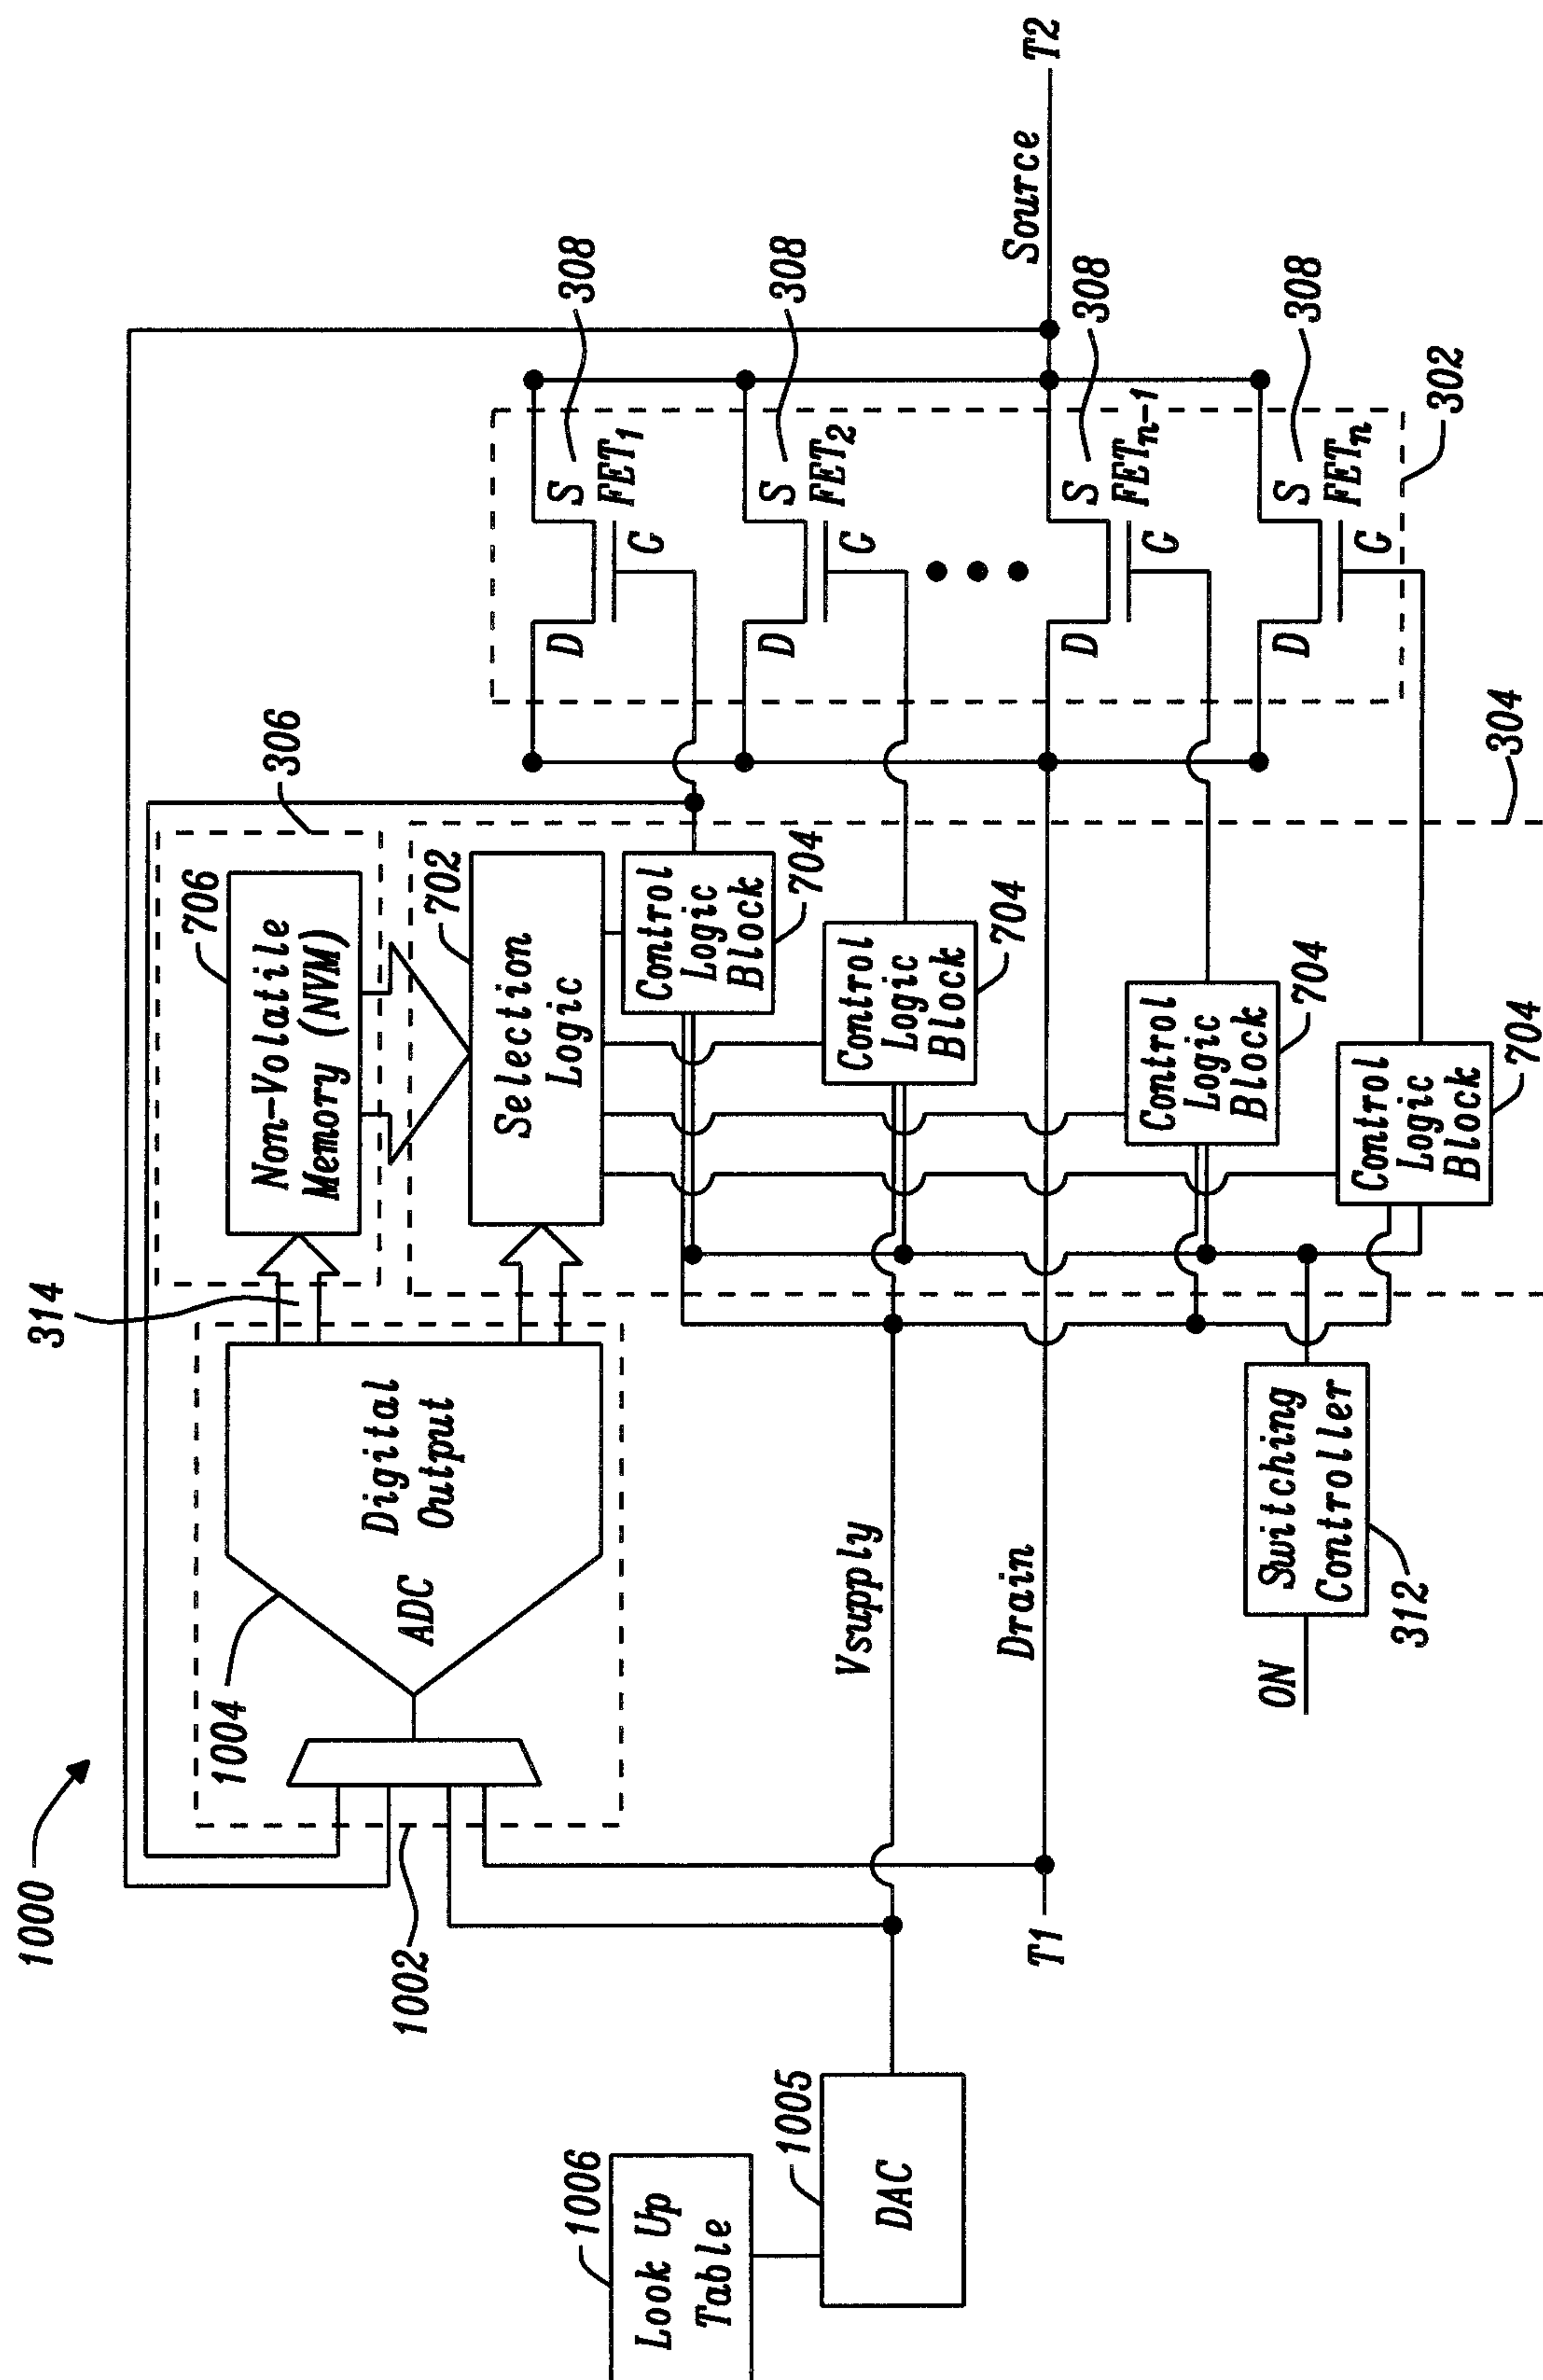 1000
314
306
706
Non-Volatile
Memory (NVM)
1004
ADC
Digital
Output
1002
702
Selection
Logic
Control
Logic
Block
704
Control
Logic
Block
704
Control
Logic
Block
704
Control
Logic
Block
704
304
D
S
G
FET1
308
D
S
G
FET2
308
D
S
G
FETn-1
308
D
S
G
FETn
308
302
Source
T2
Vsupply
Drain
T1
ON
Switching
Controller
312
1006
Look Up
Table
1005
DAC